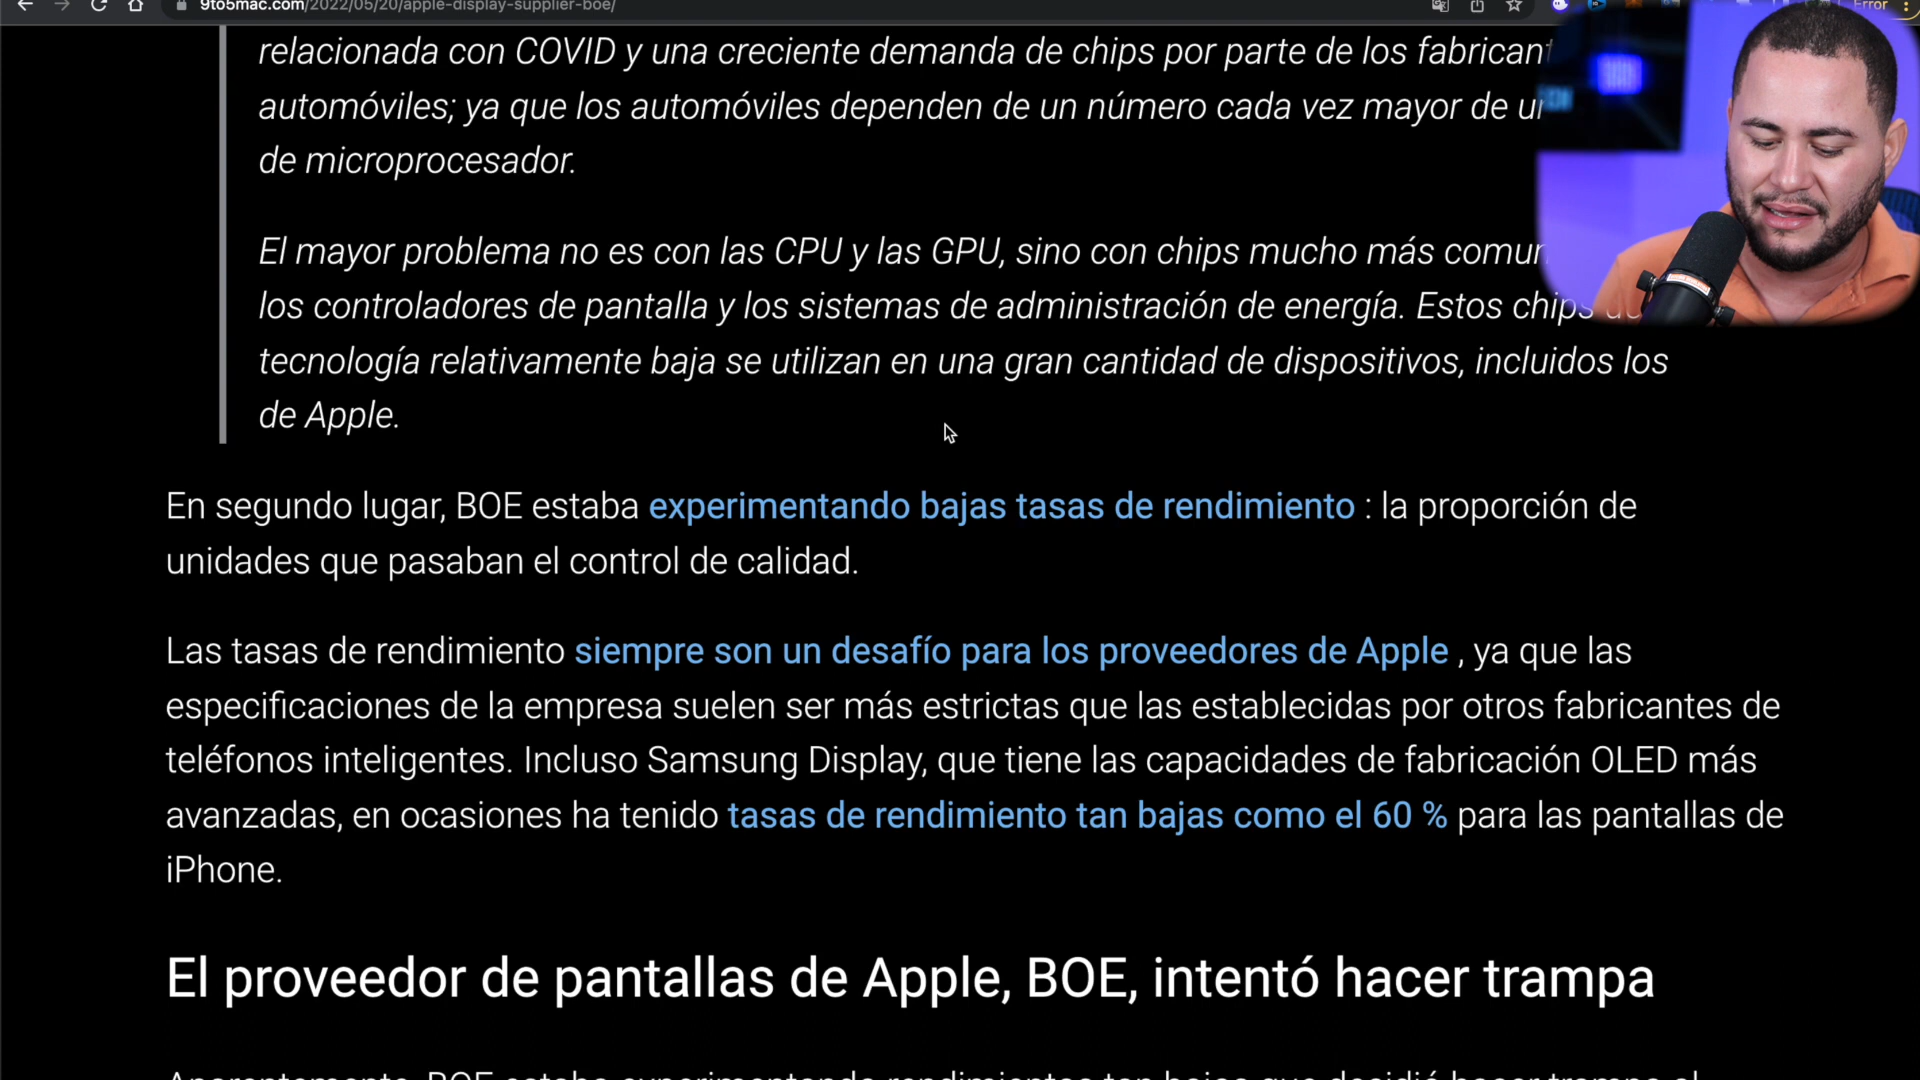 9to5mac.com/2022/05/20/apple-display-supplier-boe/
Error
relacionada con COVID y una creciente demanda de chips por parte de los
automóviles; ya que los automóviles dependen de un número cada vez mayor de
de microprocesador.
El mayor problema no es con las CPU y las GPU, sino con chips mucho más
los controladores de pantalla y los sistemas de administración de energía. Estos chips
tecnología relativamente baja se utilizan en una gran cantidad de dispositivos, incluidos los
de Apple.
En segundo lugar, BOE estaba experimentando bajas tasas de rendimiento : la proporción de
unidades que pasaban el control de calidad.
Las tasas de rendimiento siempre son un desafío para los proveedores de Apple , ya que las
especificaciones de la empresa suelen ser más estrictas que las establecidas por otros fabricantes de
teléfonos inteligentes. Incluso Samsung Display, que tiene las capacidades de fabricación OLED más
avanzadas, en ocasiones ha tenido tasas de rendimiento tan bajas como el 60 % para las pantallas de
iPhone.
El proveedor de pantallas de Apple, BOE, intentó hacer trampa